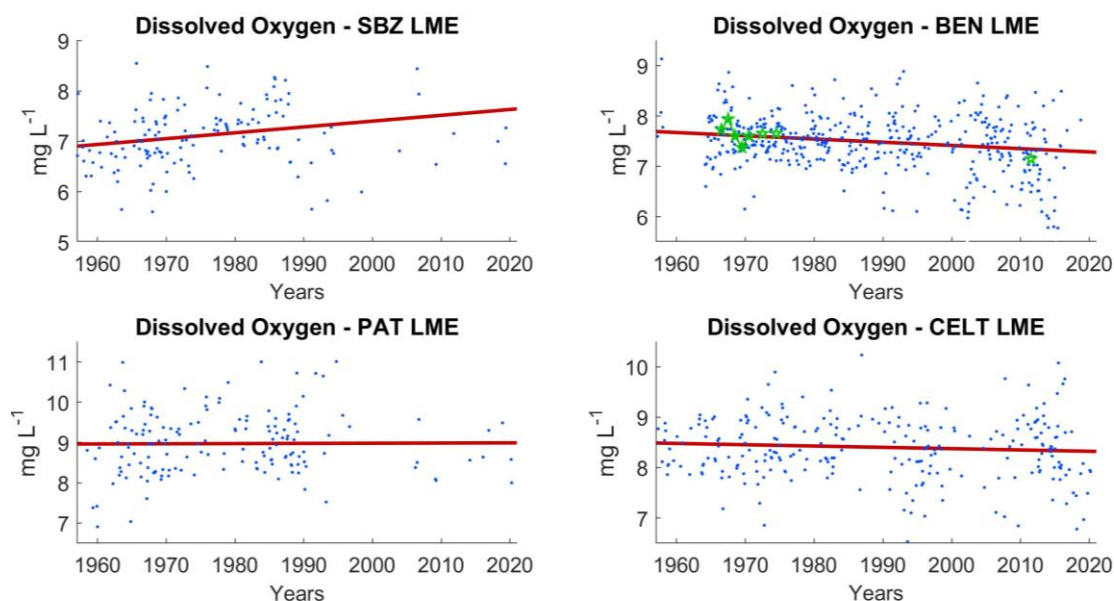 Dissolved Oxygen - SBZ LME
9
8
7
6
5
mg L⁻¹
1960 1970 1980 1990 2000 2010 2020
Years
Dissolved Oxygen - BEN LME
9
8
7
6
mg L⁻¹
1960 1970 1980 1990 2000 2010 2020
Years
Dissolved Oxygen - PAT LME
11
10
9
8
7
mg L⁻¹
1960 1970 1980 1990 2000 2010 2020
Years
Dissolved Oxygen - CELT LME
10
9
8
7
mg L⁻¹
1960 1970 1980 1990 2000 2010 2020
Years